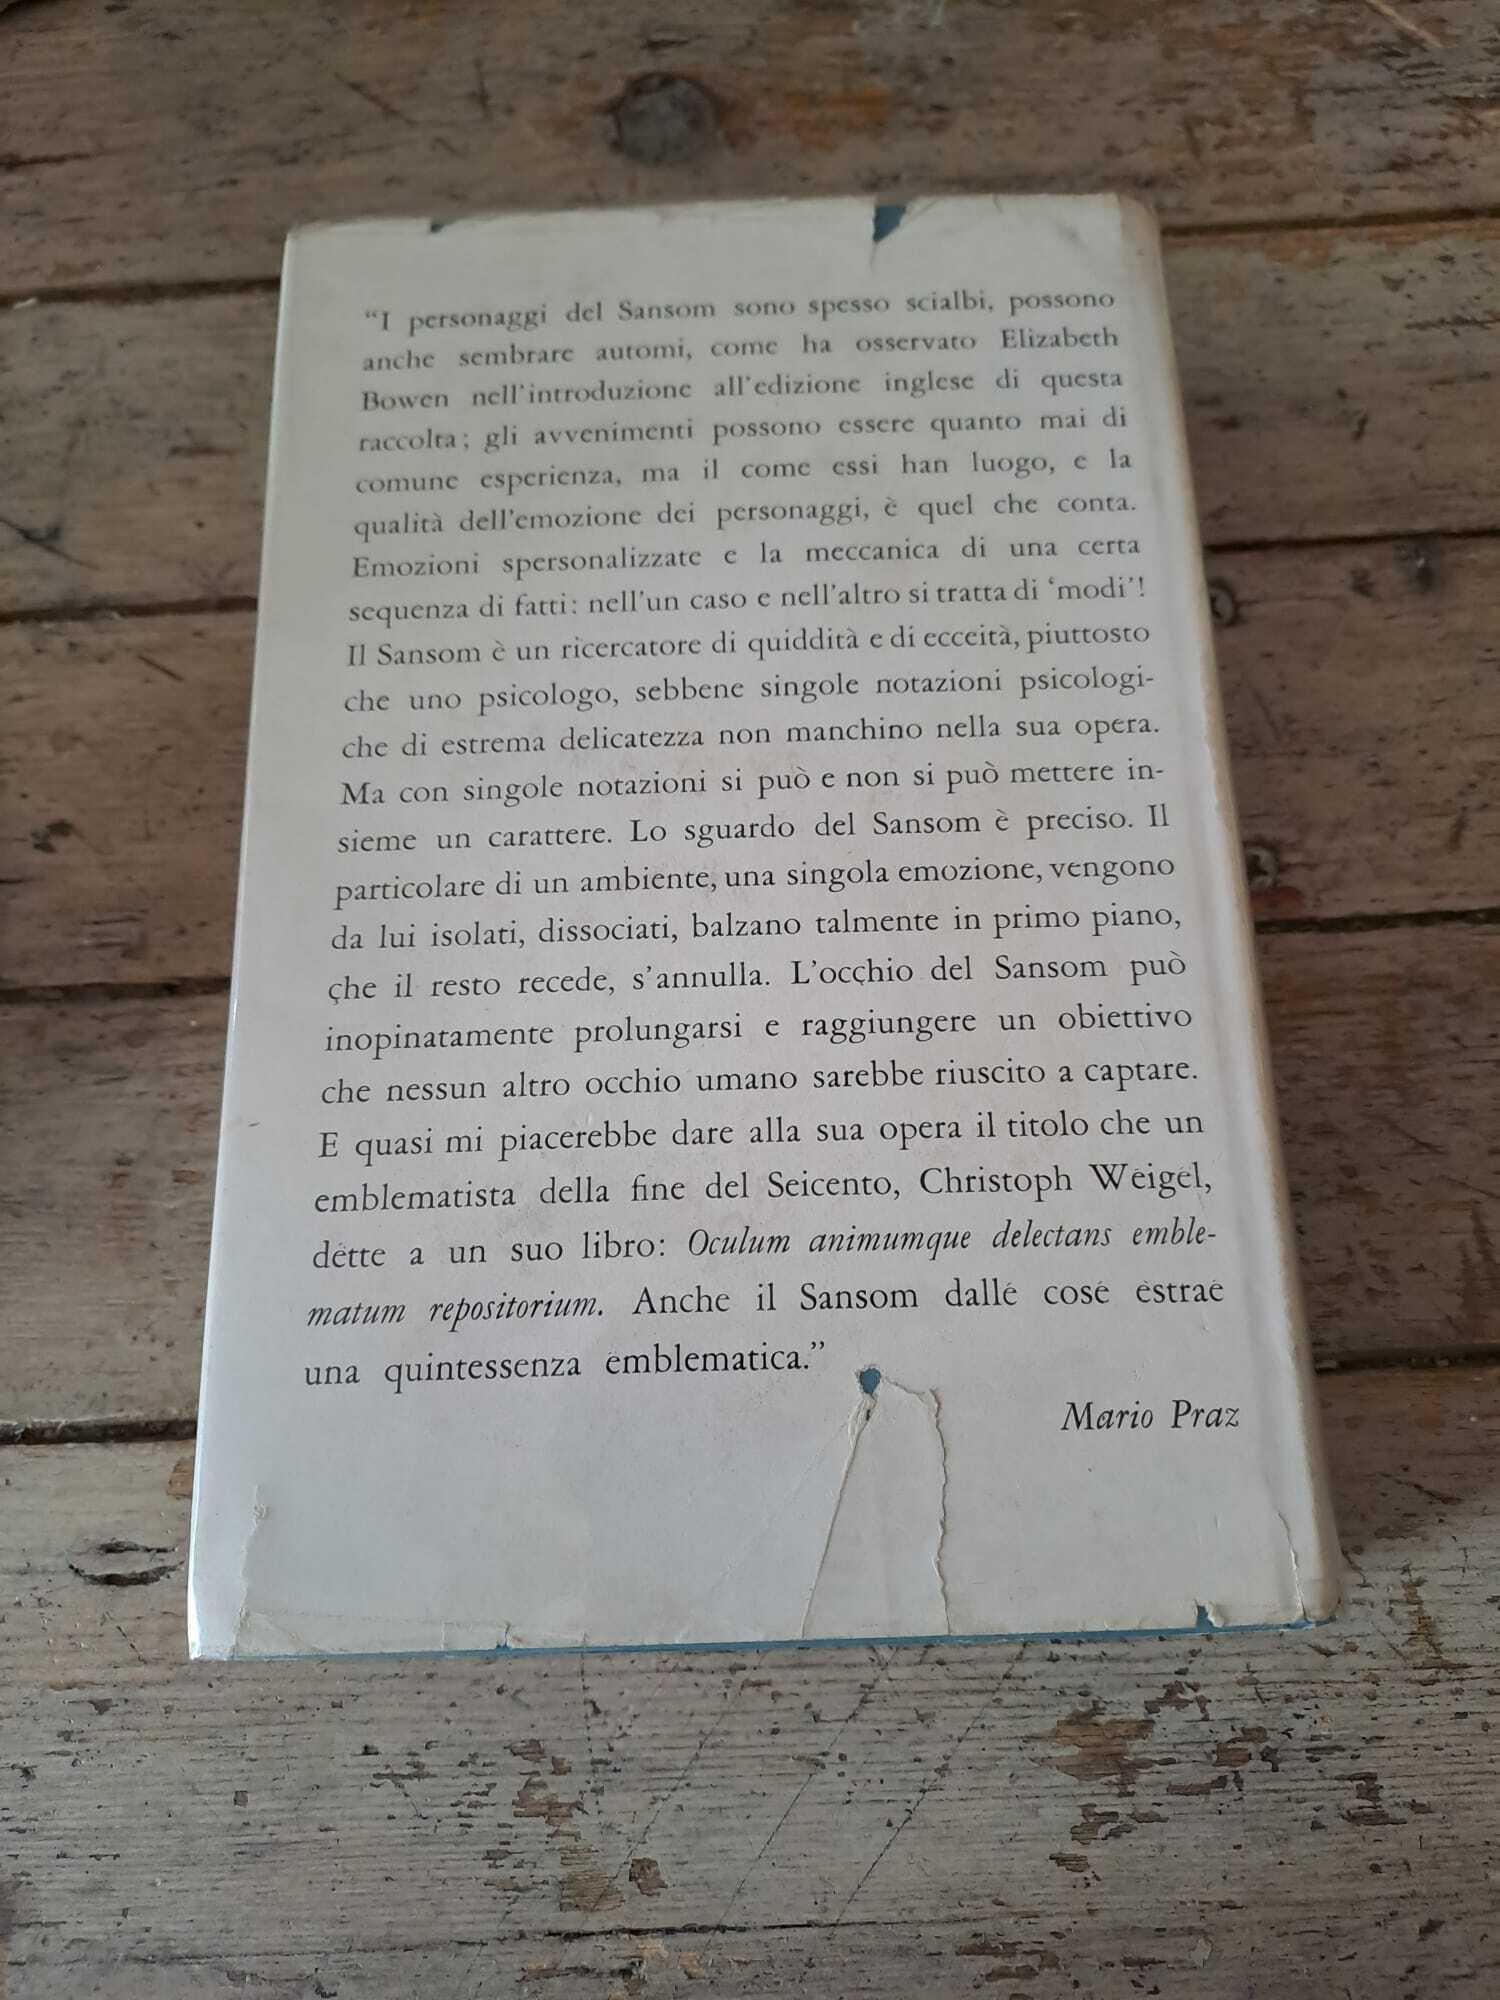 “I personaggi del Sansom sono spesso scialbi, possono
anche sembrare automi, come ha osservato Elizabeth
Bowen nell'introduzione all'edizione inglese di questa
raccolta; gli avvenimenti possono essere quanto mai di
comune esperienza, ma il come essi han luogo, e la
qualità dell'emozione dei personaggi, è quel che conta.
Emozioni spersonalizzate e la meccanica di una certa
sequenza di fatti: nell'un caso e nell'altro si tratta di ‘modi’!
Il Sansom è un ricercatore di quiddità e di ecceità, piuttosto
che uno psicologo, sebbene singole notazioni psicologi-
che di estrema delicatezza non manchino nella sua opera.
Ma con singole notazioni si può e non si può mettere in-
sieme un carattere. Lo sguardo del Sansom è preciso. Il
particolare di un ambiente, una singola emozione, vengono
da lui isolati, dissociati, balzano talmente in primo piano,
che il resto recede, s'annulla. L'occhio del Sansom può
inopinatamente prolungarsi e raggiungere un obiettivo
che nessun altro occhio umano sarebbe riuscito a captare.
E quasi mi piacerebbe dare alla sua opera il titolo che un
emblematista della fine del Seicento, Christoph Weigel,
dette a un suo libro: Oculum animumque delectans emble-
matum repositorium. Anche il Sansom dalle cose estrae
una quintessenza emblematica.”
Mario Praz